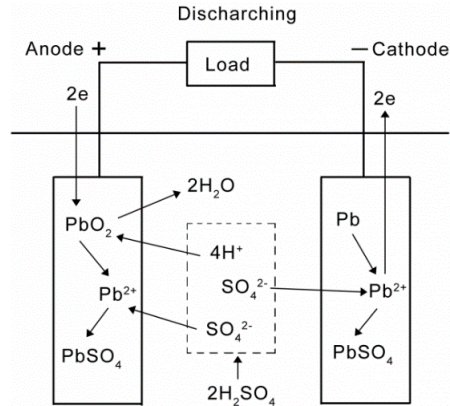 Discharching
Anode +
Load
— Cathode
2e
2e
PbO₂
2H₂O
Pb
4H⁺
SO₄²⁻
Pb²⁺
Pb²⁺
SO₄²⁻
PbSO₄
PbSO₄
2H₂SO₄